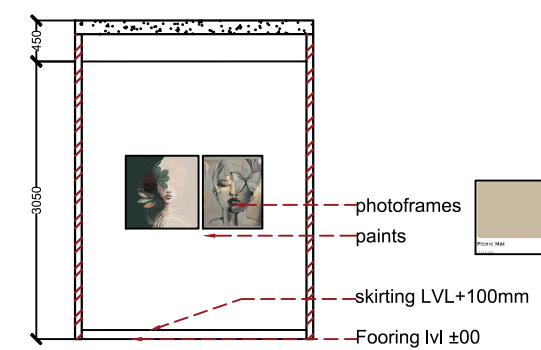 450
3050
photoframes
paints
Picnic Mat
skirting LVL+100mm
Fooring lvl ±00